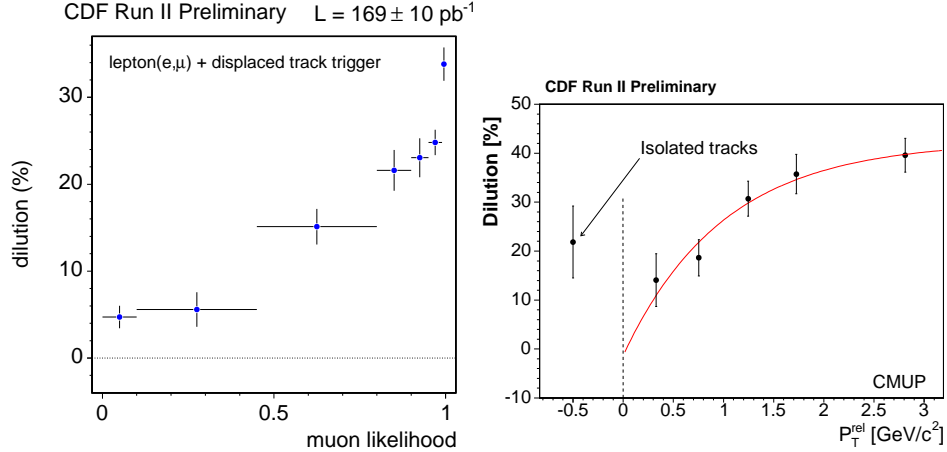 CDF Run II Preliminary L = 169 ± 10 pb⁻¹
lepton(e,μ) + displaced track trigger
dilution (%)
30
20
10
0
0 0.5 1
muon likelihood
CDF Run II Preliminary
Dilution [%]
Isolated tracks
50
40
30
20
10
0
-10
CMUP
-0.5 0 0.5 1 1.5 2 2.5 3
P_T^rel [GeV/c²]